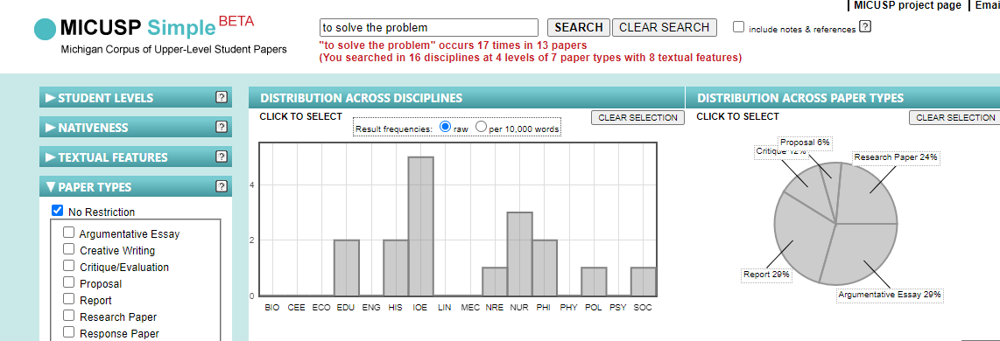 MICUSP project page
MICUSP Simple BETA
Michigan Corpus of Upper-Level Student Papers
to solve the problem
SEARCH
CLEAR SEARCH
include notes & references ?
"to solve the problem" occurs 17 times in 13 papers
(You searched in 16 disciplines at 4 levels of 7 paper types with 8 textual features)
STUDENT LEVELS ?
NATIVENESS ?
TEXTUAL FEATURES ?
PAPER TYPES ?
No Restriction
Argumentative Essay
Creative Writing
Critique/Evaluation
Proposal
Report
Research Paper
Response Paper
DISTRIBUTION ACROSS DISCIPLINES
CLICK TO SELECT
Result frequencies: raw per 10,000 words
CLEAR SELECTION
4
2
0
BIO CEE ECO EDU ENG HIS IOE LIN MEC NRE NUR PHI PHY POL PSY SOC
DISTRIBUTION ACROSS PAPER TYPES
CLICK TO SELECT
CLEAR SELECTION
Proposal 6%
Critique 12%
Research Paper 24%
Report 29%
Argumentative Essay 29%